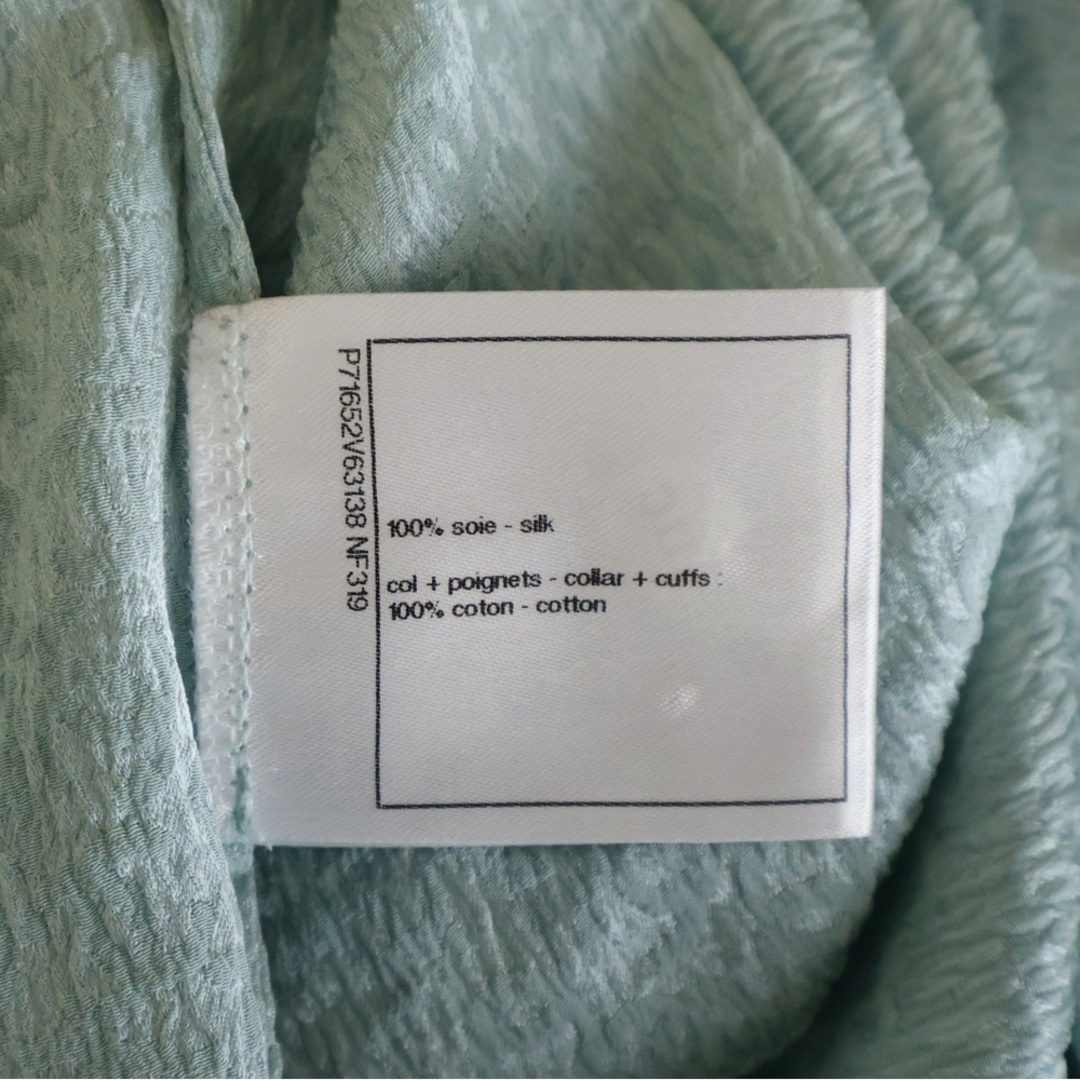 P71652V63138 NF319
100% soie - silk
col + poignets - collar + cuffs :
100% coton - cotton